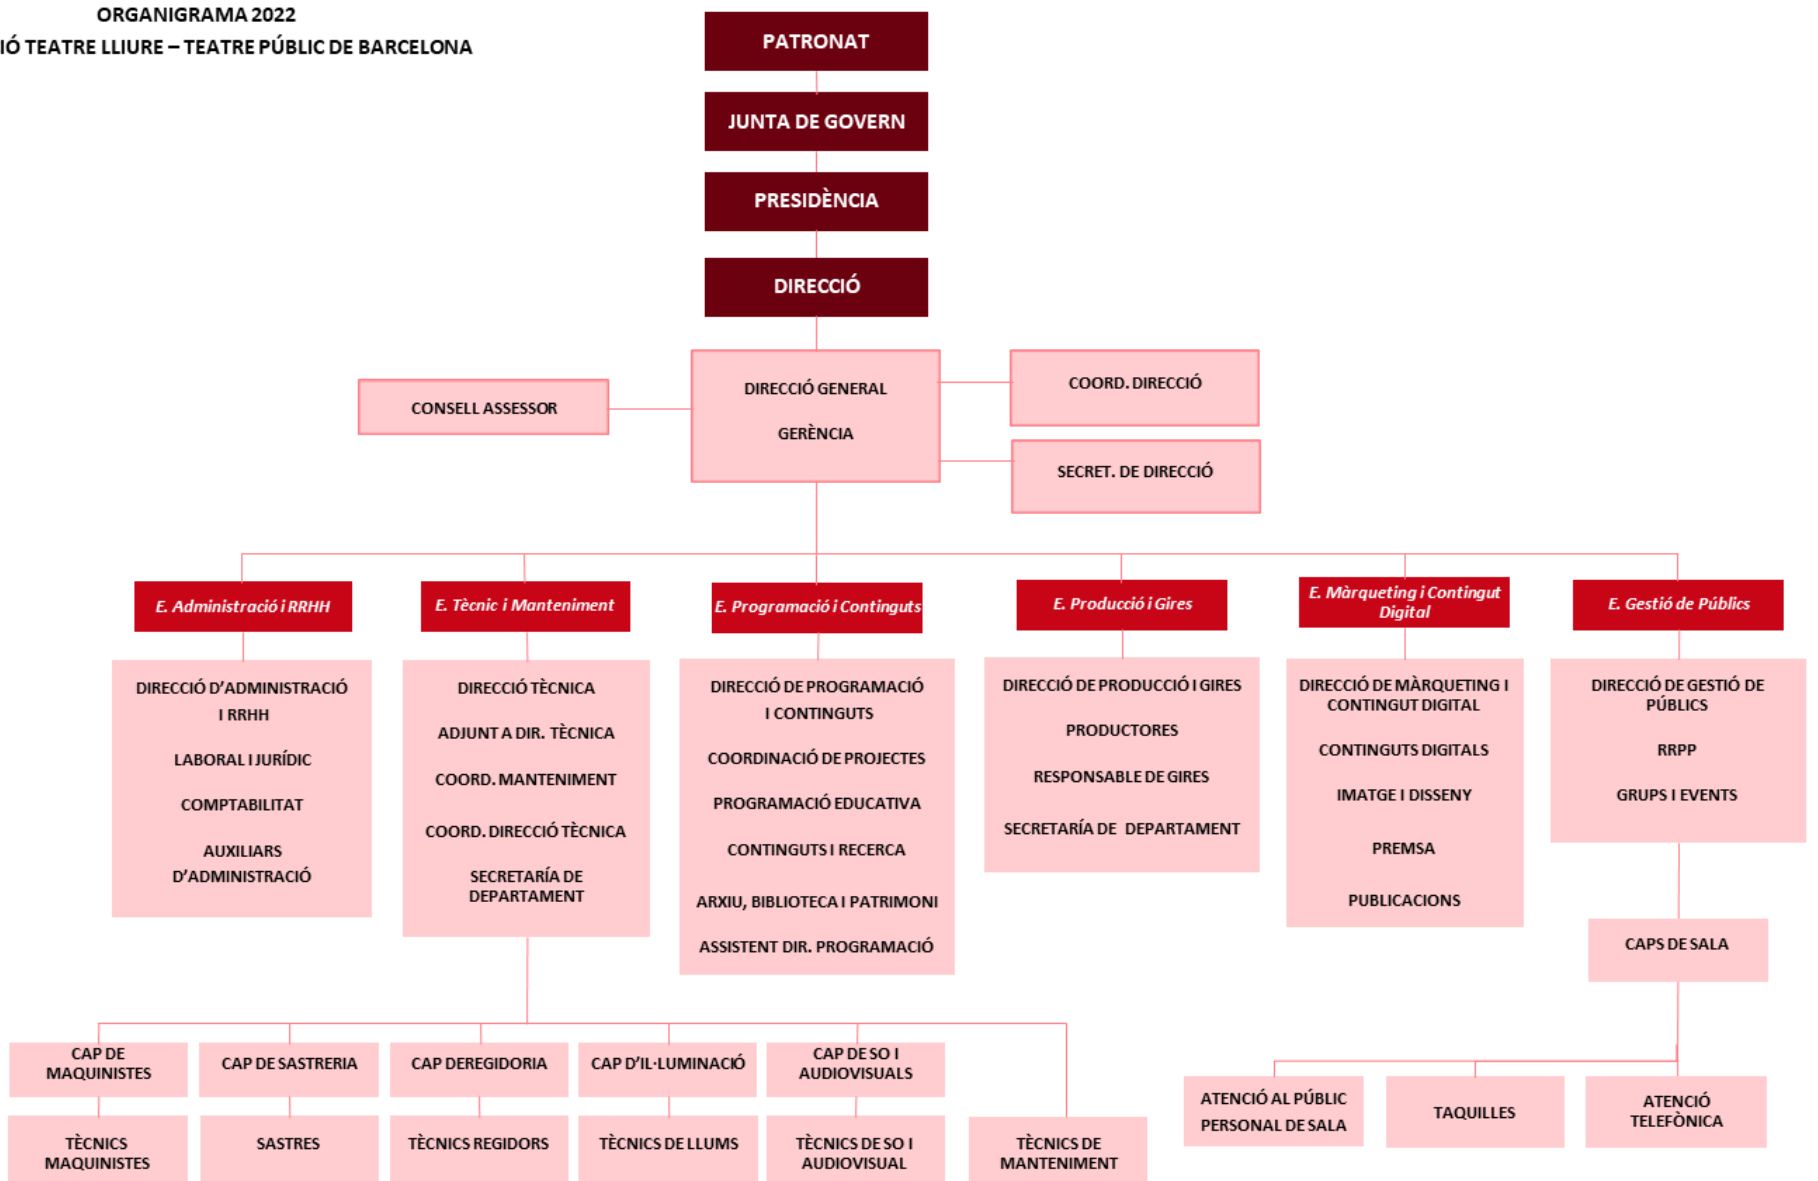 ORGANIGRAMA 2022
IÓ TEATRE LLIURE – TEATRE PÚBLIC DE BARCELONA
PATRONAT
JUNTA DE GOVERN
PRESIDÈNCIA
DIRECCIÓ
DIRECCIÓ GENERAL
GERÈNCIA
CONSELL ASSESSOR
COORD. DIRECCIÓ
SECRET. DE DIRECCIÓ
E. Administració i RRHH
DIRECCIÓ D’ADMINISTRACIÓ
I RRHH
LABORAL I JURÍDIC
COMPTABILITAT
AUXILIARS
D’ADMINISTRACIÓ
E. Tècnic i Manteniment
DIRECCIÓ TÈCNICA
ADJUNT A DIR. TÈCNICA
COORD. MANTENIMENT
COORD. DIRECCIÓ TÈCNICA
SECRETARÍA DE
DEPARTAMENT
E. Programació i Continguts
DIRECCIÓ DE PROGRAMACIÓ
I CONTINGUTS
COORDINACIÓ DE PROJECTES
PROGRAMACIÓ EDUCATIVA
CONTINGUTS I RECERCA
ARXIU, BIBLIOTECA I PATRIMONI
ASSISTENT DIR. PROGRAMACIÓ
E. Producció i Gires
DIRECCIÓ DE PRODUCCIÓ I GIRES
PRODUCTORES
RESPONSABLE DE GIRES
SECRETARÍA DE DEPARTAMENT
E. Màrqueting i Contingut
Digital
DIRECCIÓ DE MÀRQUETING I
CONTINGUT DIGITAL
CONTINGUTS DIGITALS
IMATGE I DISSENY
PREMSA
PUBLICACIONS
E. Gestió de Públics
DIRECCIÓ DE GESTIÓ DE
PÚBLICS
RRPP
GRUPS I EVENTS
CAPS DE SALA
CAP DE
MAQUINISTES
CAP DE SASTRERIA
CAP DEREGIDORIA
CAP D’IL·LUMINACIÓ
CAP DE SO I
AUDIOVISUALS
TÈCNICS
MAQUINISTES
SASTRES
TÈCNICS REGIDORS
TÈCNICS DE LLUMS
TÈCNICS DE SO I
AUDIOVISUAL
TÈCNICS DE
MANTENIMENT
ATENCIÓ AL PÚBLIC
PERSONAL DE SALA
TAQUILLES
ATENCIÓ
TELEFÒNICA